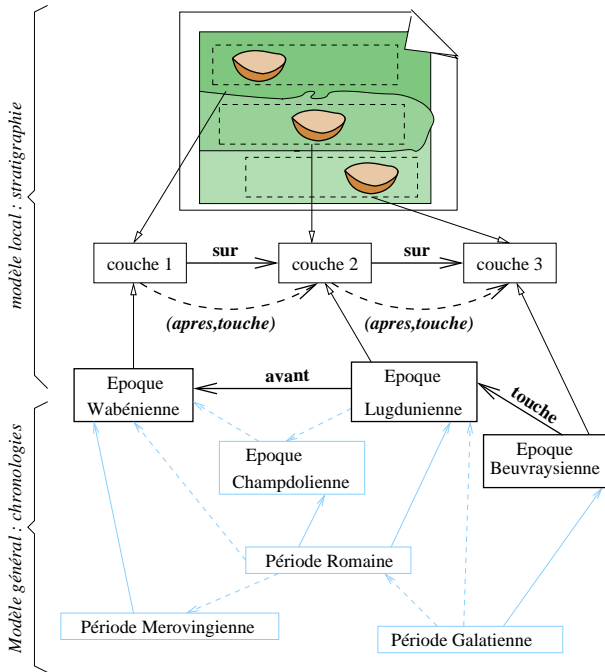 modèle local : stratigraphie
couche 1
sur
couche 2
sur
couche 3
(apres,touche)
(apres,touche)
Epoque
Wabénienne
avant
Epoque
Lugdunienne
touche
Epoque
Beuvraysienne
Epoque
Champdolienne
Modèle général : chronologies
Période Romaine
Période Merovingienne
Période Galatienne